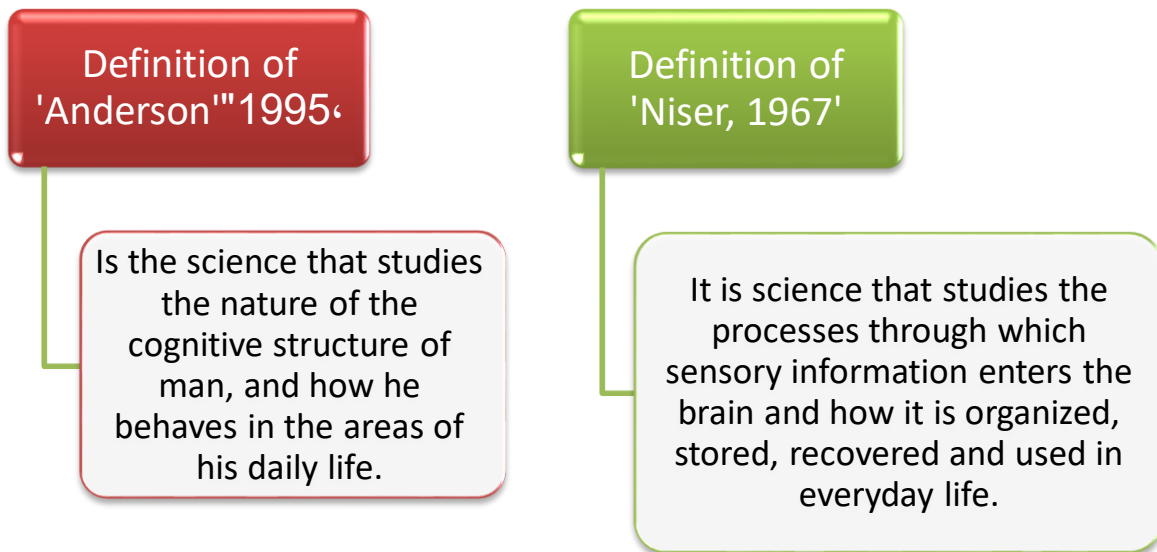 Definition of
'Anderson'"1995،
Is the science that studies
the nature of the
cognitive structure of
man, and how he
behaves in the areas of
his daily life.
Definition of
'Niser, 1967'
It is science that studies the
processes through which
sensory information enters the
brain and how it is organized,
stored, recovered and used in
everyday life.